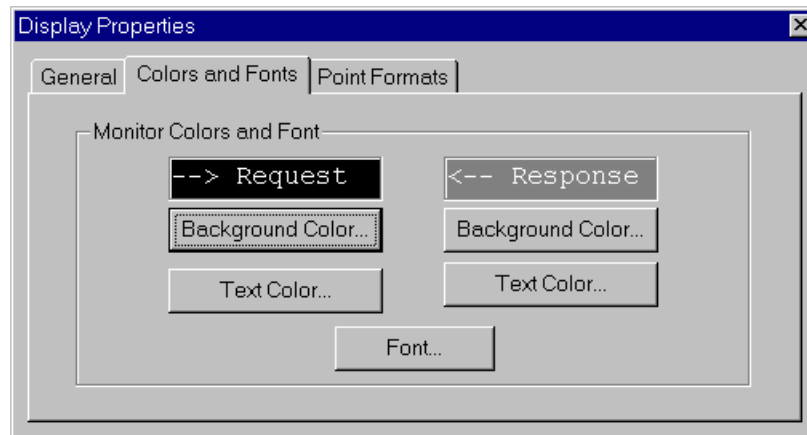 Display Properties
General Colors and Fonts Point Formats
Monitor Colors and Font
--> Request <-- Response
Background Color... Background Color...
Text Color... Text Color...
Font...